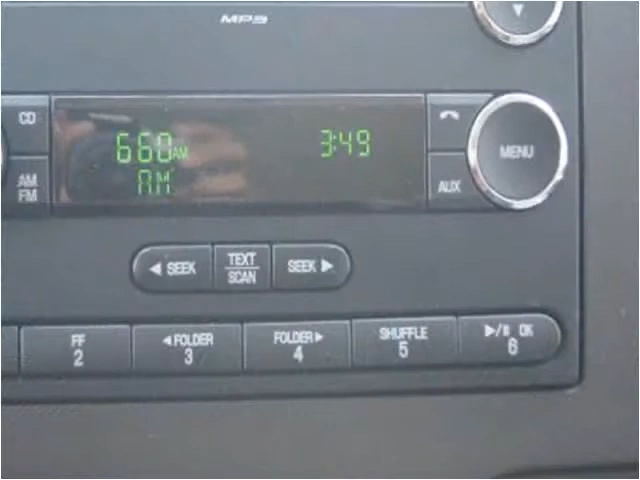 MP3
CD
660 AM 3:49
AM
AM
FM
MENU
AUX
◄ SEEK
TEXT
SCAN
SEEK ►
FF
2
◄ FOLDER
3
FOLDER ►
4
SHUFFLE
5
►/II OK
6